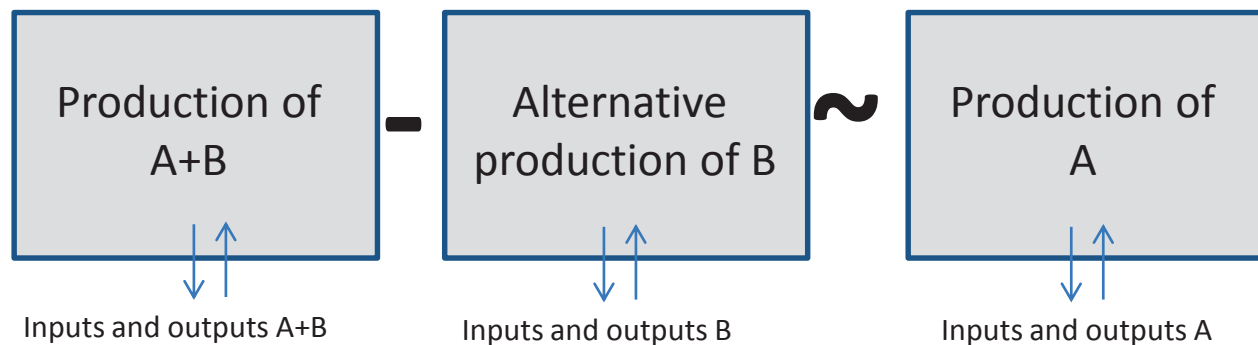 Production of
A+B
-
Alternative
production of B
~
Production of
A
Inputs and outputs A+B
Inputs and outputs B
Inputs and outputs A